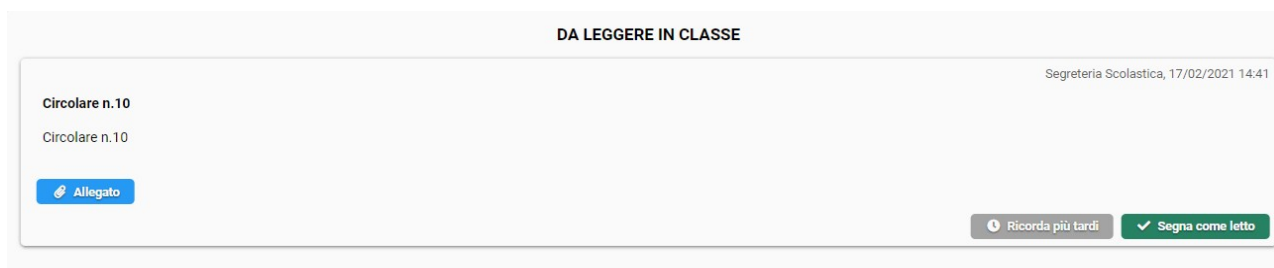 DA LEGGERE IN CLASSE
Segreteria Scolastica, 17/02/2021 14:41
Circolare n.10
Circolare n.10
Allegato
Ricorda più tardi
Segna come letto